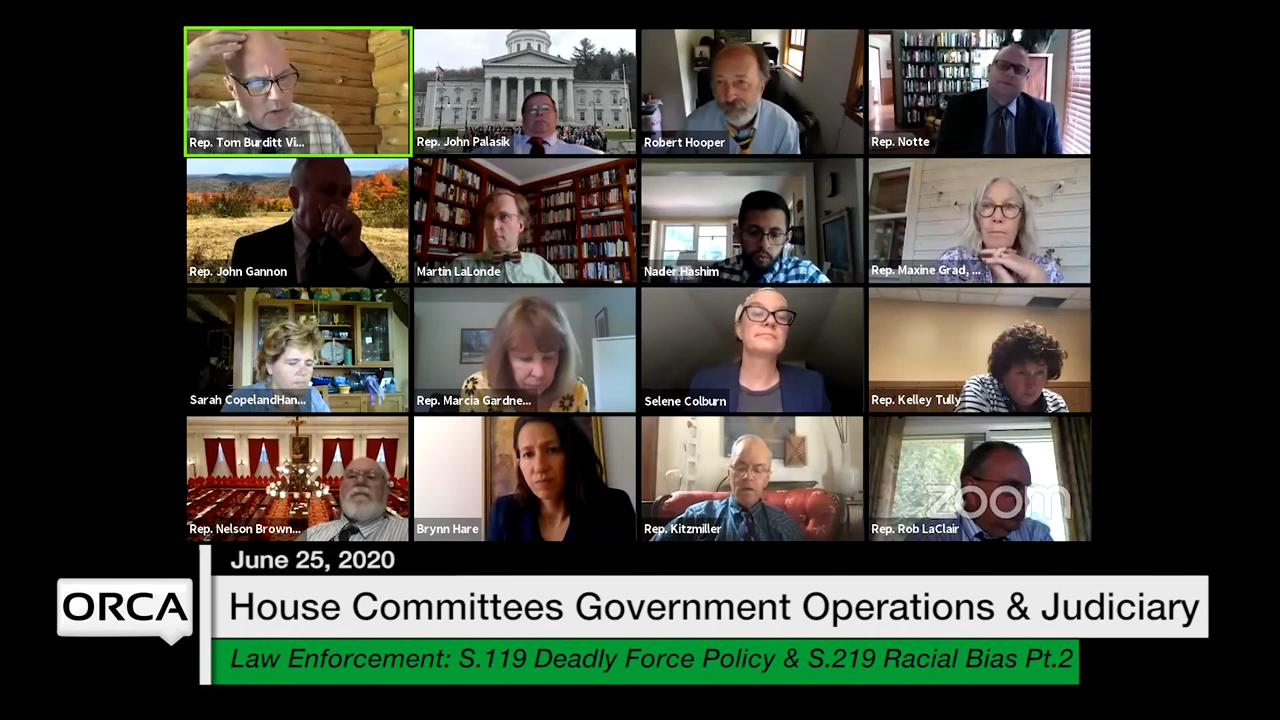 Rep. Tom Burditt Vi...
Rep. John Palasik
Robert Hooper
Rep. Notte
Rep. John Gannon
Martin LaLonde
Nader Hashim
Rep. Maxine Grad, ...
Sarah CopelandHan...
Rep. Marcia Gardne...
Selene Colburn
Rep. Kelley Tully
Rep. Nelson Brown...
Brynn Hare
Rep. Kitzmiller
Rep. Rob LaClair
zoom
June 25, 2020
ORCA
House Committees Government Operations & Judiciary
Law Enforcement: S.119 Deadly Force Policy & S.219 Racial Bias Pt.2